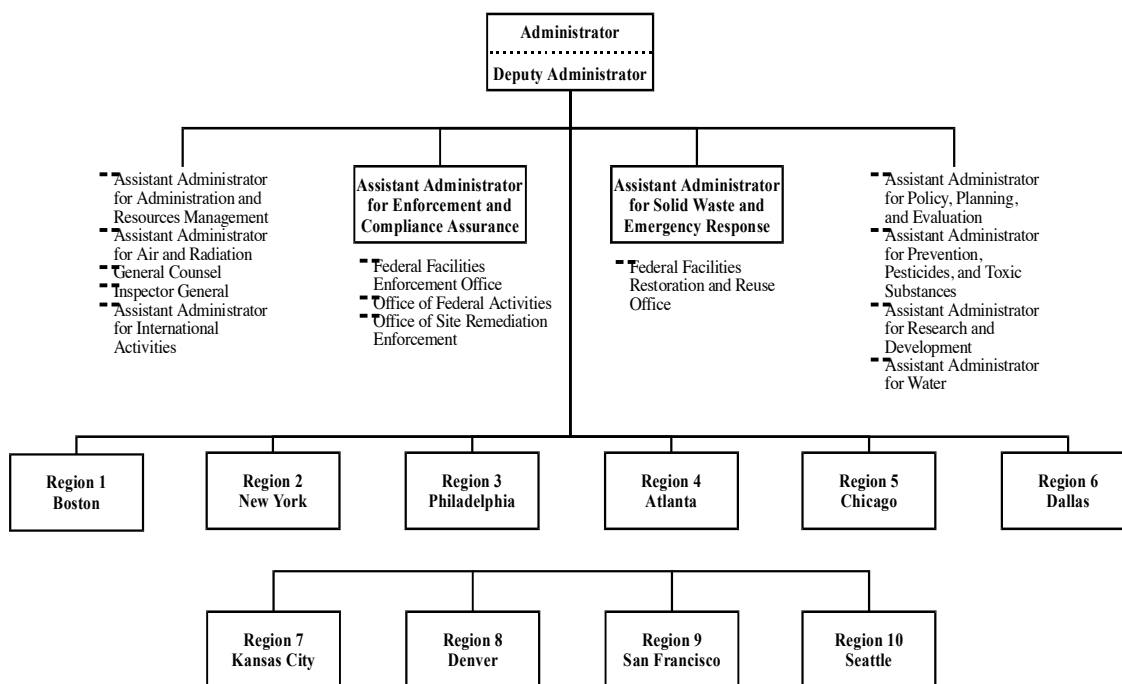 Administrator
Deputy Administrator
Assistant Administrator
for Administration and
Resources Management
Assistant Administrator
for Air and Radiation
General Counsel
Inspector General
Assistant Administrator
for International
Activities
Assistant Administrator
for Enforcement and
Compliance Assurance
Federal Facilities
Enforcement Office
Office of Federal Activities
Office of Site Remediation
Enforcement
Assistant Administrator
for Solid Waste and
Emergency Response
Federal Facilities
Restoration and Reuse
Office
Assistant Administrator
for Policy, Planning,
and Evaluation
Assistant Administrator
for Prevention,
Pesticides, and Toxic
Substances
Assistant Administrator
for Research and
Development
Assistant Administrator
for Water
Region 1
Boston
Region 2
New York
Region 3
Philadelphia
Region 4
Atlanta
Region 5
Chicago
Region 6
Dallas
Region 7
Kansas City
Region 8
Denver
Region 9
San Francisco
Region 10
Seattle